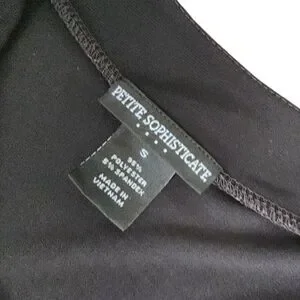 PETITE SOPHISTICATE
S
95%
POLYESTER
5% SPANDEX
MADE IN
VIETNAM